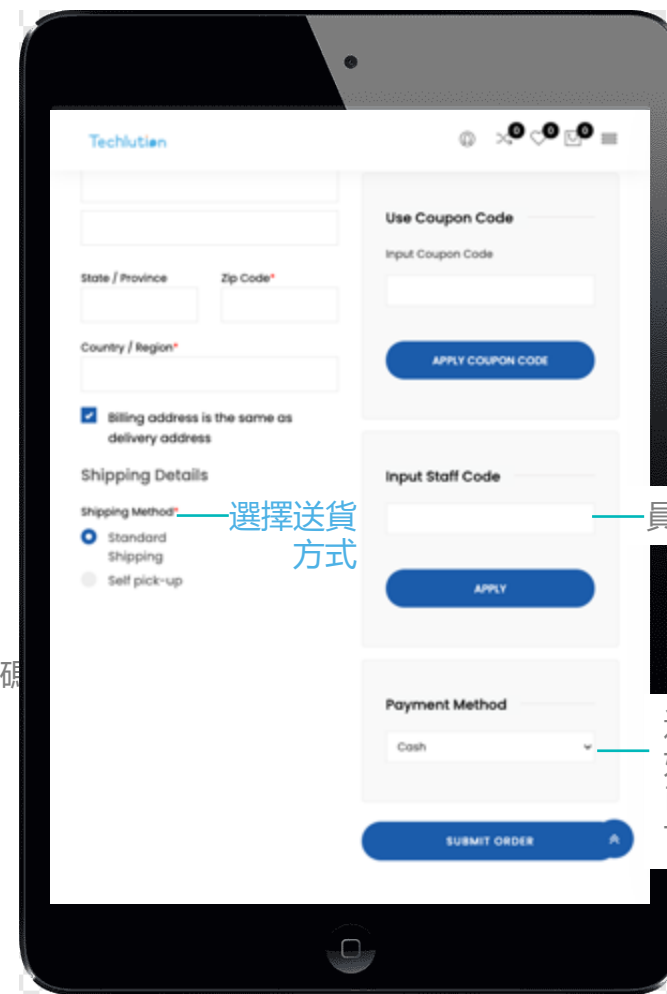 Techlution
0
0
0
State / Province
Zip Code*
Country / Region*
Billing address is the same as
delivery address
Shipping Details
Shipping Method*
選擇送貨
方式
Standard
Shipping
Self pick-up
碼
Use Coupon Code
Input Coupon Code
APPLY COUPON CODE
Input Staff Code
員
APPLY
Payment Method
Cash
SUBMIT ORDER